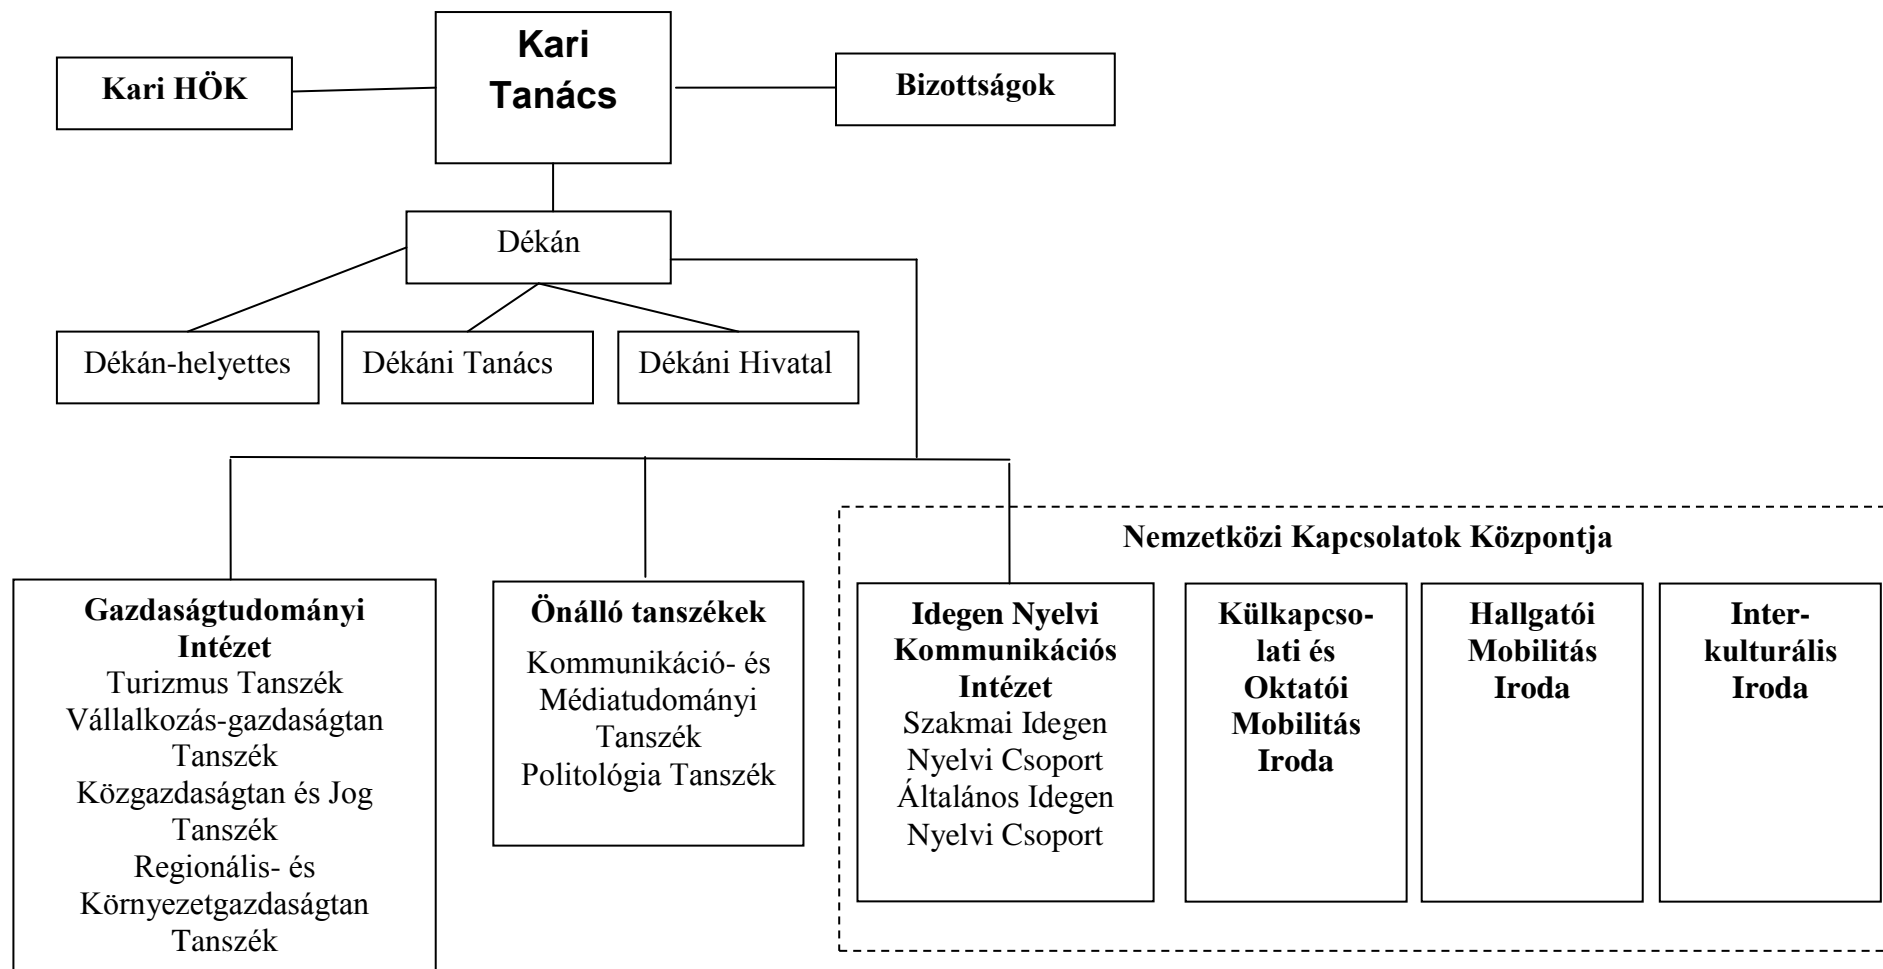 Kari
Tanács
Kari HÖK
Bizottságok
Dékán
Dékán-helyettes
Dékáni Tanács
Dékáni Hivatal
Nemzetközi Kapcsolatok Központja
Gazdaságtudományi
Intézet
Turizmus Tanszék
Vállalkozás-gazdaságtan
Tanszék
Közgazdaságtan és Jog
Tanszék
Regionális- és
Környezetgazdaságtan
Tanszék
Önálló tanszékek
Kommunikáció- és
Médiatudományi
Tanszék
Politológia Tanszék
Idegen Nyelvi
Kommunikációs
Intézet
Szakmai Idegen
Nyelvi Csoport
Általános Idegen
Nyelvi Csoport
Külkapcso-
lati és
Oktatói
Mobilitás
Iroda
Hallgatói
Mobilitás
Iroda
Inter-
kulturális
Iroda